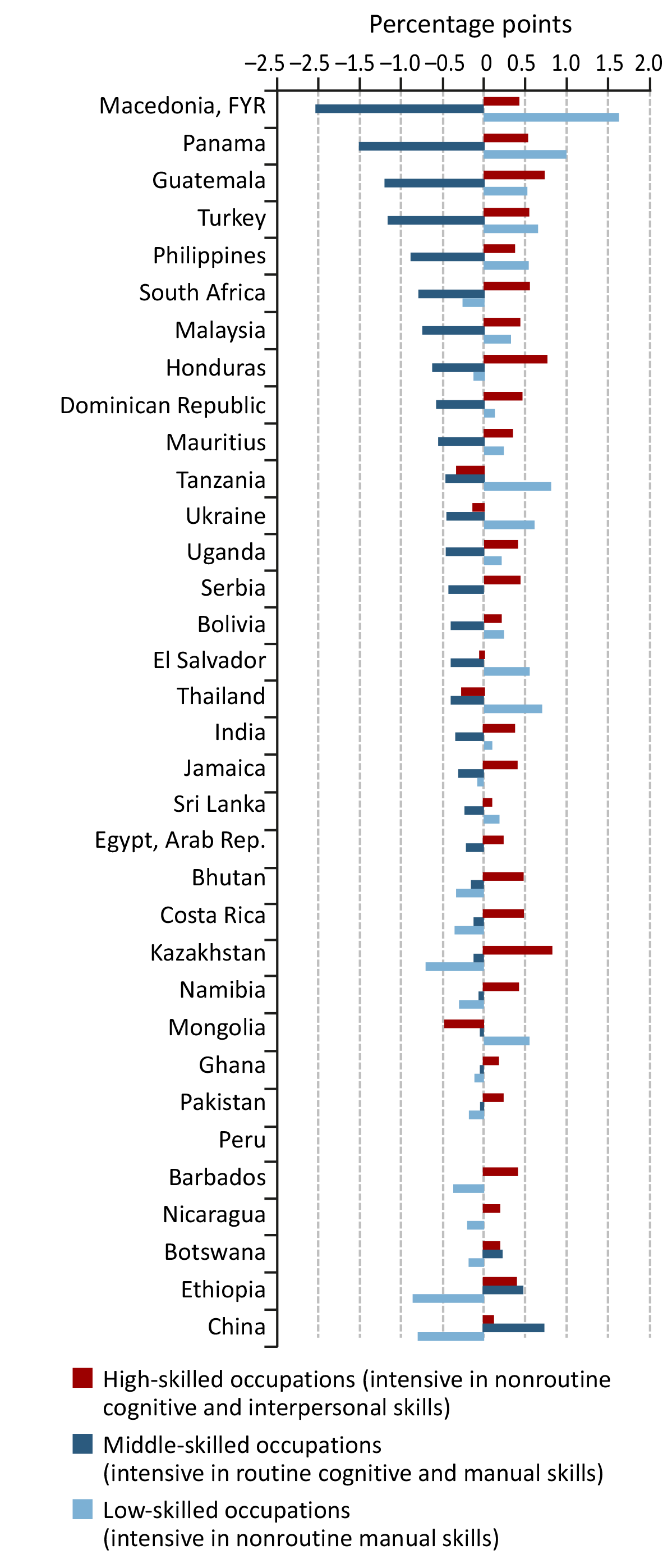 Percentage points
−2.5 −2.5 −1.5 −1.0 −0.5 0 0.5 1.0 1.5 2.0
Macedonia, FYR
Panama
Guatemala
Turkey
Philippines
South Africa
Malaysia
Honduras
Dominican Republic
Mauritius
Tanzania
Ukraine
Uganda
Serbia
Bolivia
El Salvador
Thailand
India
Jamaica
Sri Lanka
Egypt, Arab Rep.
Bhutan
Costa Rica
Kazakhstan
Namibia
Mongolia
Ghana
Pakistan
Peru
Barbados
Nicaragua
Botswana
Ethiopia
China
High-skilled occupations (intensive in nonroutine
cognitive and interpersonal skills)
Middle-skilled occupations
(intensive in routine cognitive and manual skills)
Low-skilled occupations
(intensive in nonroutine manual skills)